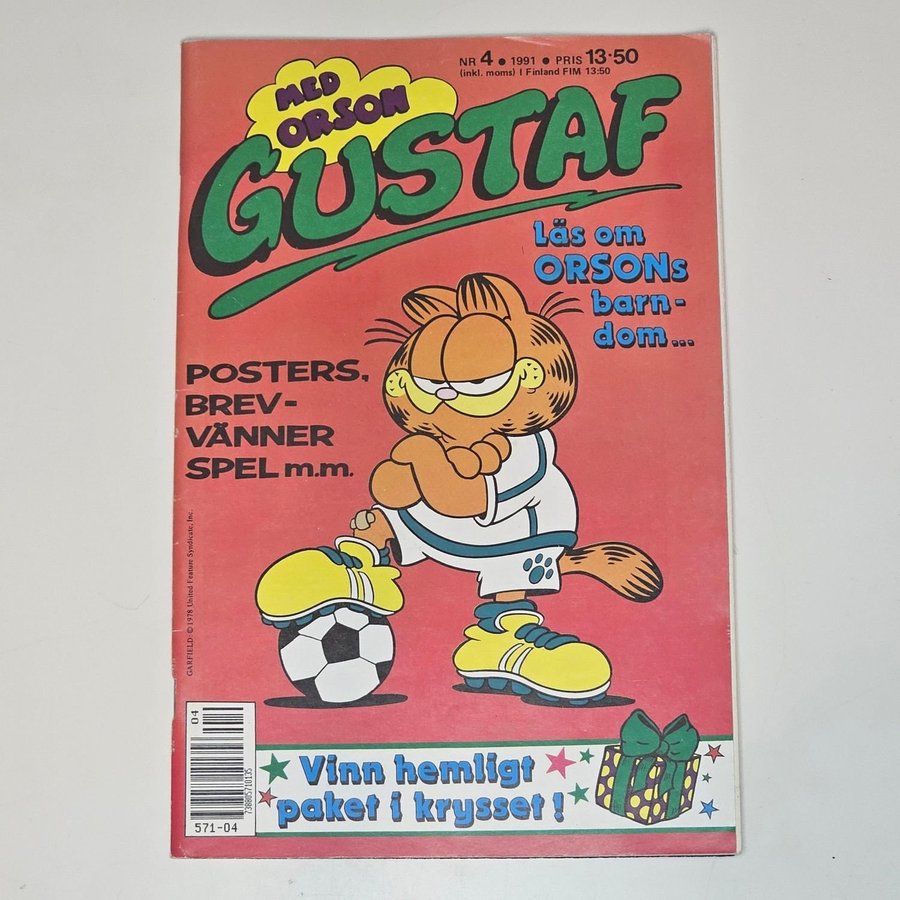 NR 4 • 1991 • PRIS 13·50
(inkl. moms) I Finland FIM 13:50
MED
ORSON
GUSTAF
Läs om
ORSONs
barn-
dom...
POSTERS,
BREV-
VÄNNER
SPEL m.m.
GARFIELD: © 1978 United Feature Syndicate, Inc.
04
738805710135
571-04
Vinn hemligt
paket i krysset!